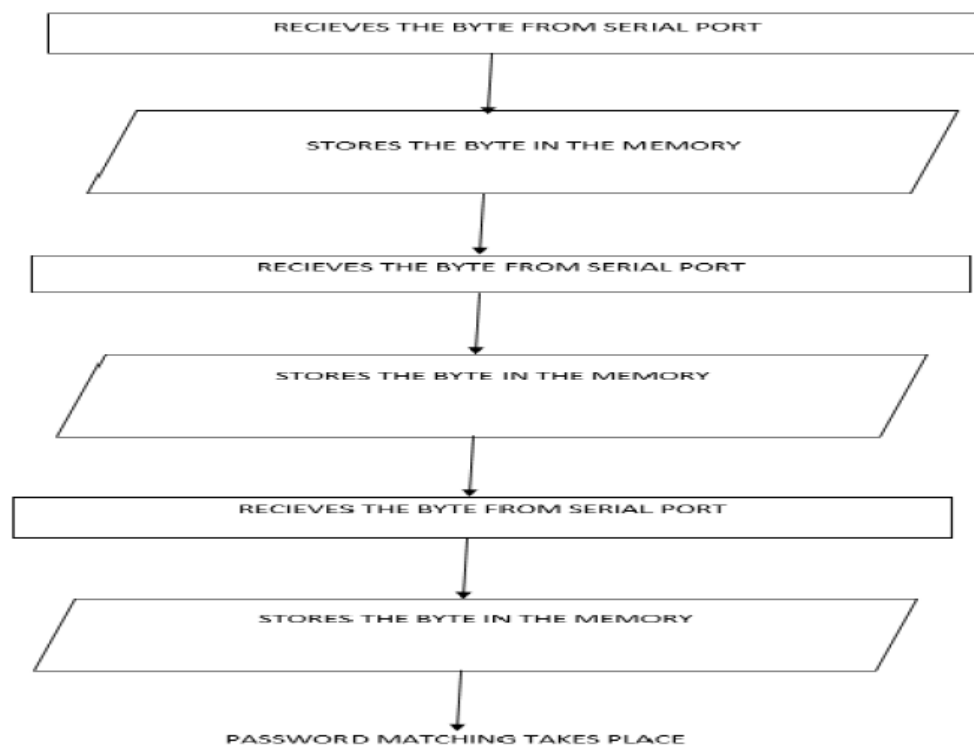 RECIEVES THE BYTE FROM SERIAL PORT
STORES THE BYTE IN THE MEMORY
RECIEVES THE BYTE FROM SERIAL PORT
STORES THE BYTE IN THE MEMORY
RECIEVES THE BYTE FROM SERIAL PORT
STORES THE BYTE IN THE MEMORY
PASSWORD MATCHING TAKES PLACE